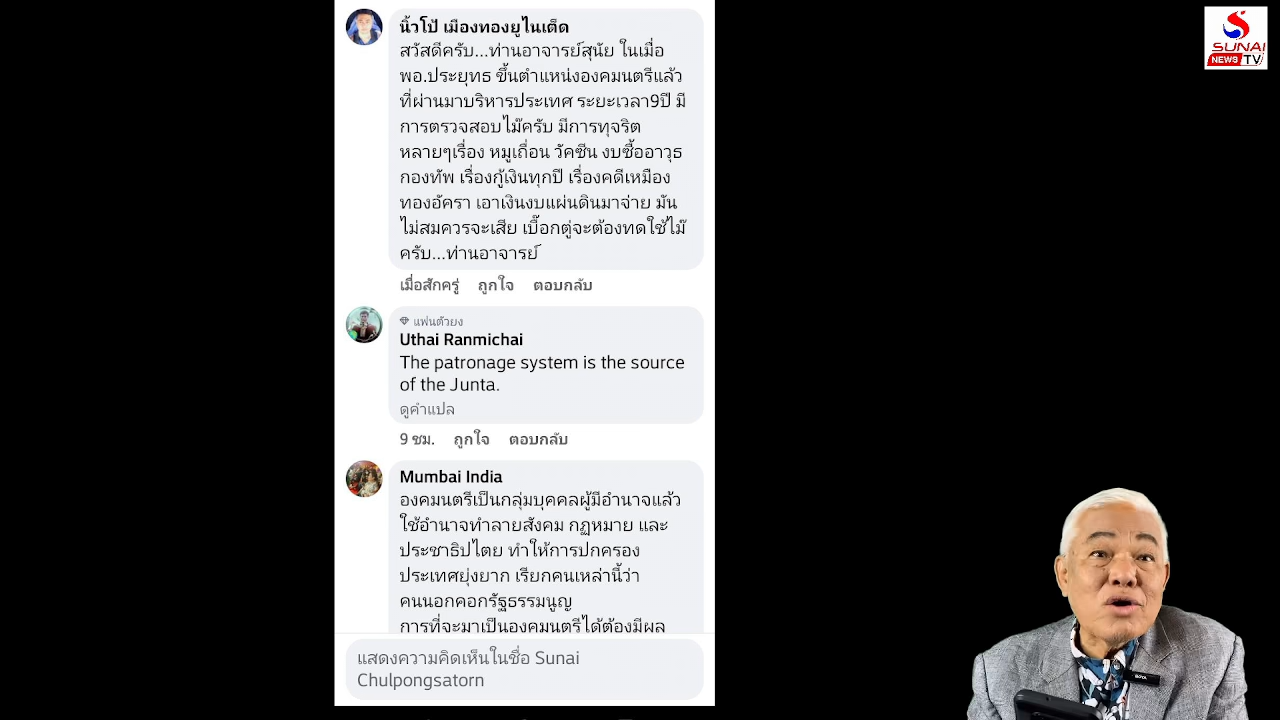 นิ้วโป้ เมืองทองยูไนเต็ด
สวัสดีครับ...ท่านอาจารย์สุนัย ในเมื่อ
พอ.ประยุทธ ขึ้นตำแหน่งองคมนตรีแล้ว
ที่ผ่านมาบริหารประเทศ ระยะเวลา9ปี มี
การตรวจสอบไม๊ครับ มีการทุจริต
หลายๆเรื่อง หมูเถื่อน วัคซีน งบซื้ออาวุธ
กองทัพ เรื่องกู้เงินทุกปี เรื่องคดีเหมือง
ทองอัครา เอาเงินงบแผ่นดินมาจ่าย มัน
ไม่สมควรจะเสีย เบื๊อกตู่จะต้องทดใช้ไม๊
ครับ...ท่านอาจารย์
เมื่อสักครู่ ถูกใจ ตอบกลับ
แฟนตัวยง
Uthai Ranmichai
The patronage system is the source
of the Junta.
ดูคำแปล
9 ชม. ถูกใจ ตอบกลับ
Mumbai India
องคมนตรีเป็นกลุ่มบุคคลผู้มีอำนาจแล้ว
ใช้อำนาจทำลายสังคม กฏหมาย และ
ประชาธิปไตย ทำให้การปกครอง
ประเทศยุ่งยาก เรียกคนเหล่านี้ว่า
คนนอกคอกรัฐธรรมนูญ
การที่จะมาเป็นองคมนตรีได้ต้องมีผล
แสดงความคิดเห็นในชื่อ Sunai
Chulpongsatorn
SUNAI
NEWS TV